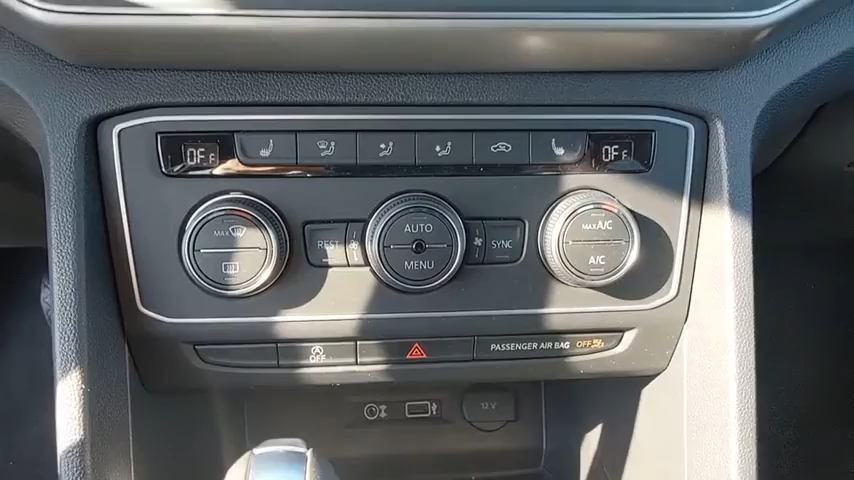 OFF
OFF
MAX
REST
AUTO
MENU
SYNC
MAX A/C
A/C
OFF
PASSENGER AIR BAG OFF
12V